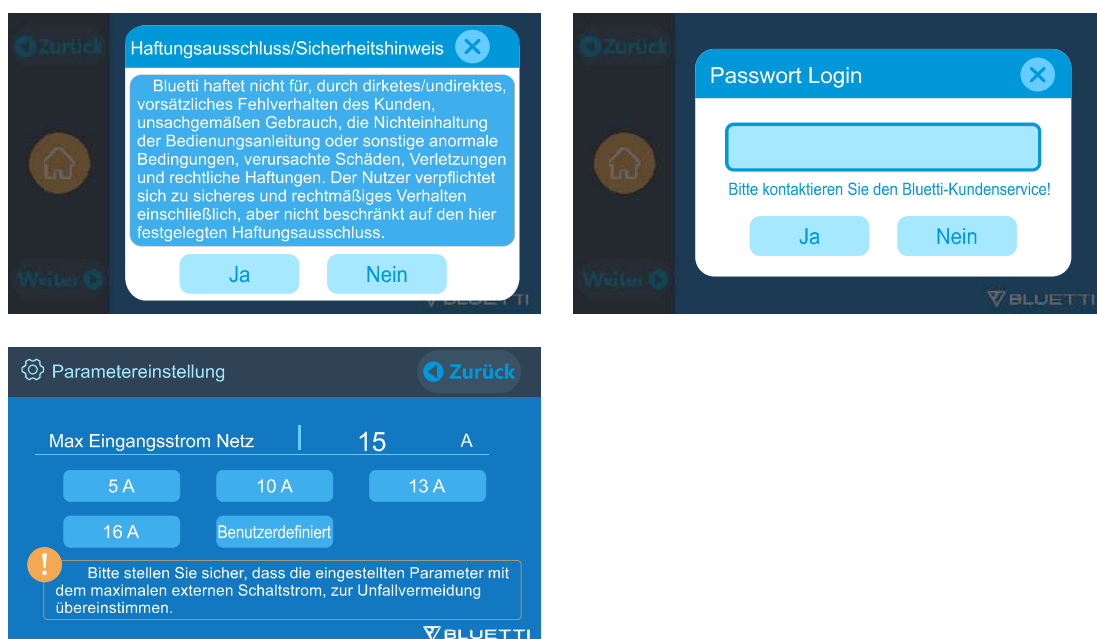 Zurück
Haftungsausschluss/Sicherheitshinweis
Bluetti haftet nicht für, durch dirketes/undirektes,
vorsätzliches Fehlverhalten des Kunden,
unsachgemäßen Gebrauch, die Nichteinhaltung
der Bedienungsanleitung oder sonstige anormale
Bedingungen, verursachte Schäden, Verletzungen
und rechtliche Haftungen. Der Nutzer verpflichtet
sich zu sicheres und rechtmäßiges Verhalten
einschließlich, aber nicht beschränkt auf den hier
festgelegten Haftungsausschluss.
Ja Nein
Weiter
BLUETTI
Zurück
Passwort Login
Bitte kontaktieren Sie den Bluetti-Kundenservice!
Ja Nein
Weiter
BLUETTI
Parametereinstellung
Zurück
Max Eingangsstrom Netz 15 A
5 A 10 A 13 A
16 A Benutzerdefiniert
! Bitte stellen Sie sicher, dass die eingestellten Parameter mit
dem maximalen externen Schaltstrom, zur Unfallvermeidung
übereinstimmen.
BLUETTI